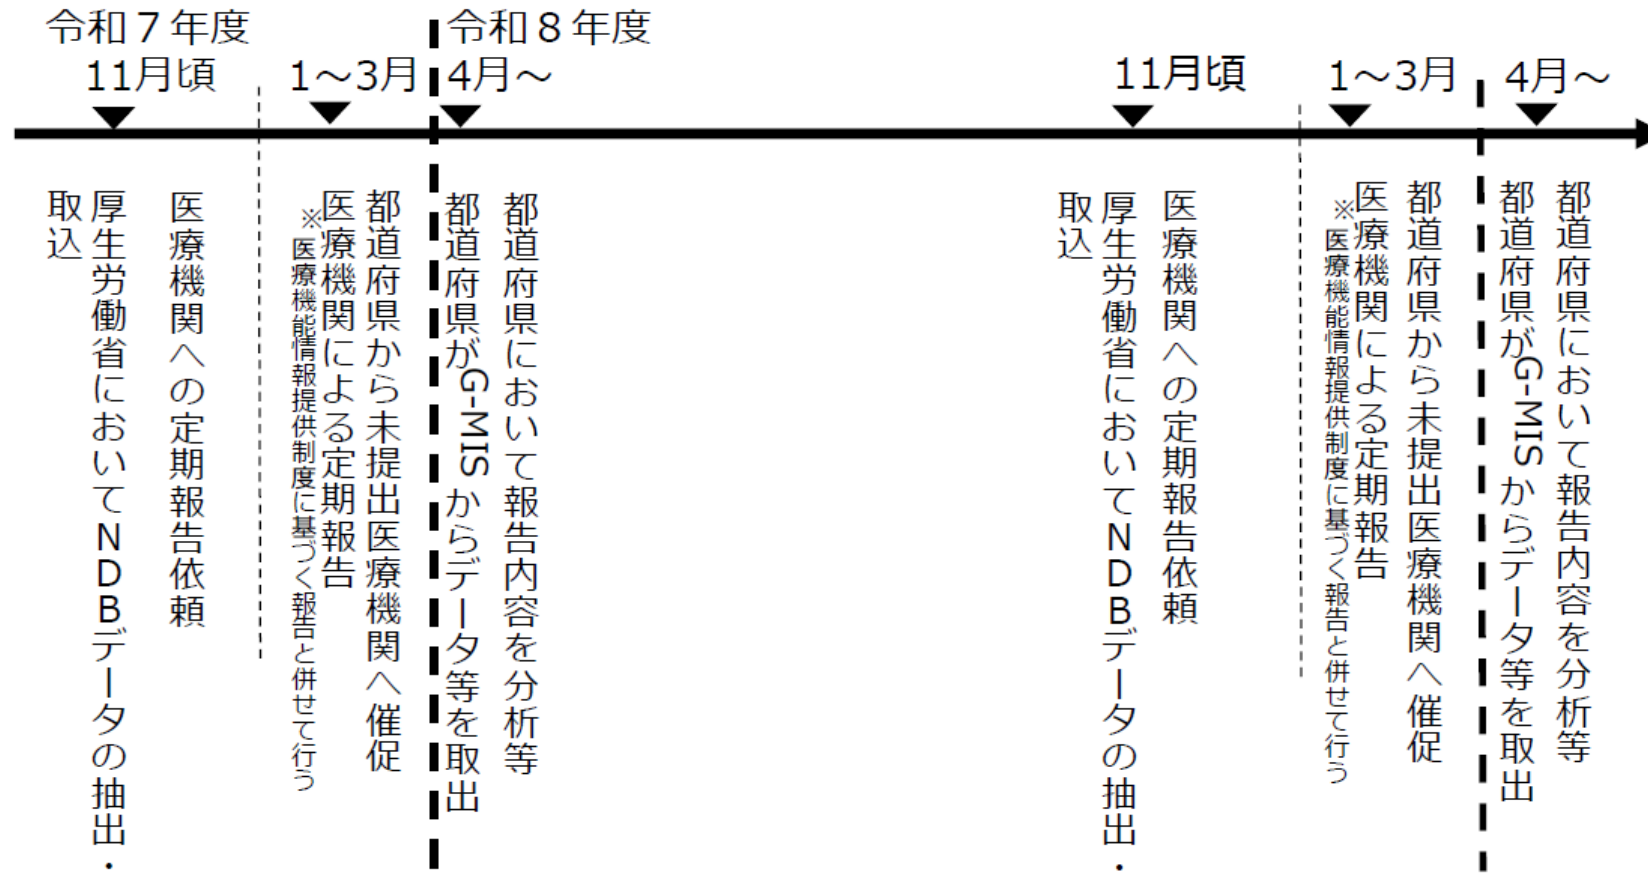 令和７年度
11月頃
1～3月
令和８年度
4月～
11月頃
1～3月
4月～
医療機関への定期報告依頼
厚生労働省においてＮＤＢデータの抽出・
取込
都道府県から未提出医療機関へ催促
医療機関による定期報告
※医療機能情報提供制度に基づく報告と併せて行う
都道府県において報告内容を分析等
都道府県がG-MISからデータ等を取出
医療機関への定期報告依頼
厚生労働省においてＮＤＢデータの抽出・
取込
都道府県から未提出医療機関へ催促
医療機関による定期報告
※医療機能情報提供制度に基づく報告と併せて行う
都道府県において報告内容を分析等
都道府県がG-MISからデータ等を取出